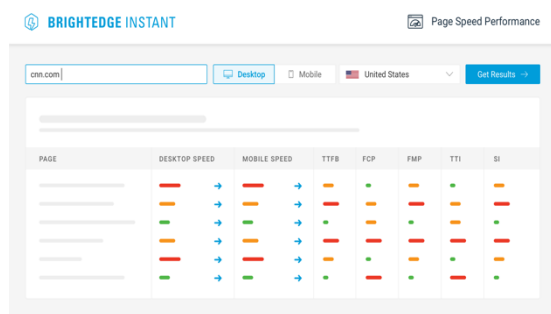 BRIGHTEDGE INSTANT
Page Speed Performance
cnn.com
Desktop
Mobile
United States
Get Results →
PAGE DESKTOP SPEED MOBILE SPEED TTFB FCP FMP TTI SI